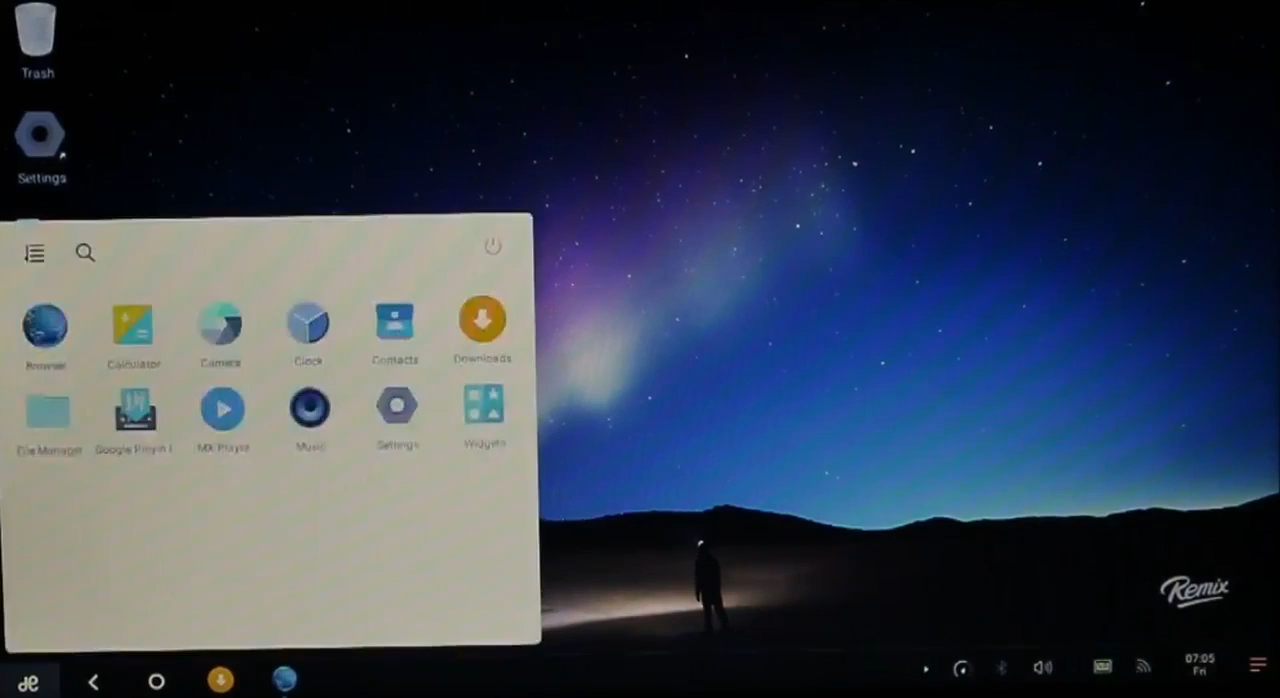 Trash
Settings
Browser
Calculator
Camera
Clock
Contacts
Downloads
File Manager
Google Pinyin I
MX Player
Music
Settings
Widgets
Remix
07:05
Fri